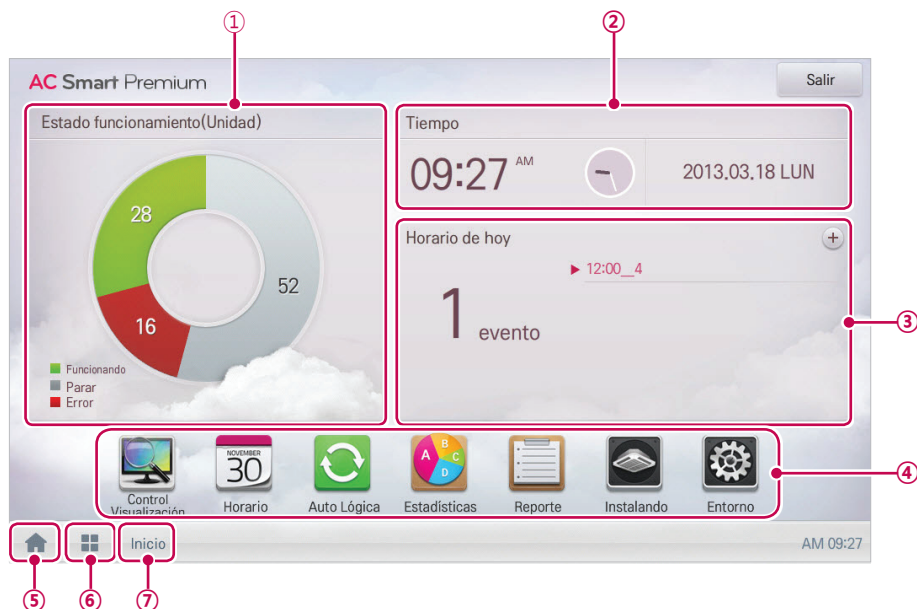 ①
②
AC Smart Premium
Salir
Estado funcionamiento(Unidad)
28
52
16
Funcionando
Parar
Error
Tiempo
09:27 AM
2013.03.18 LUN
Horario de hoy
+
12:00__4
1 evento
③
NOVEMBER
30
A
B
C
D
Control
Visualización
Horario
Auto Lógica
Estadísticas
Reporte
Instalando
Entorno
④
Inicio
AM 09:27
⑤
⑥
⑦